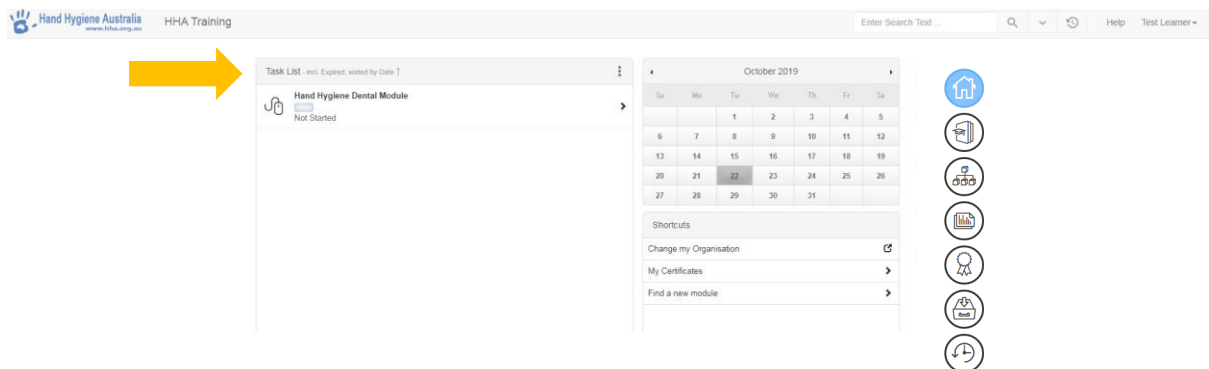 Hand Hygiene Australia
www.hha.org.au
HHA Training
Enter Search Text ...
Help
Test Learner
Task List - incl. Expired, sorted by Date ↑
Hand Hygiene Dental Module
Not Started
October 2019
Su Mo Tu We Th Fr Sa
1 2 3 4 5
6 7 8 9 10 11 12
13 14 15 16 17 18 19
20 21 22 23 24 25 26
27 28 29 30 31
Shortcuts
Change my Organisation
My Certificates
Find a new module